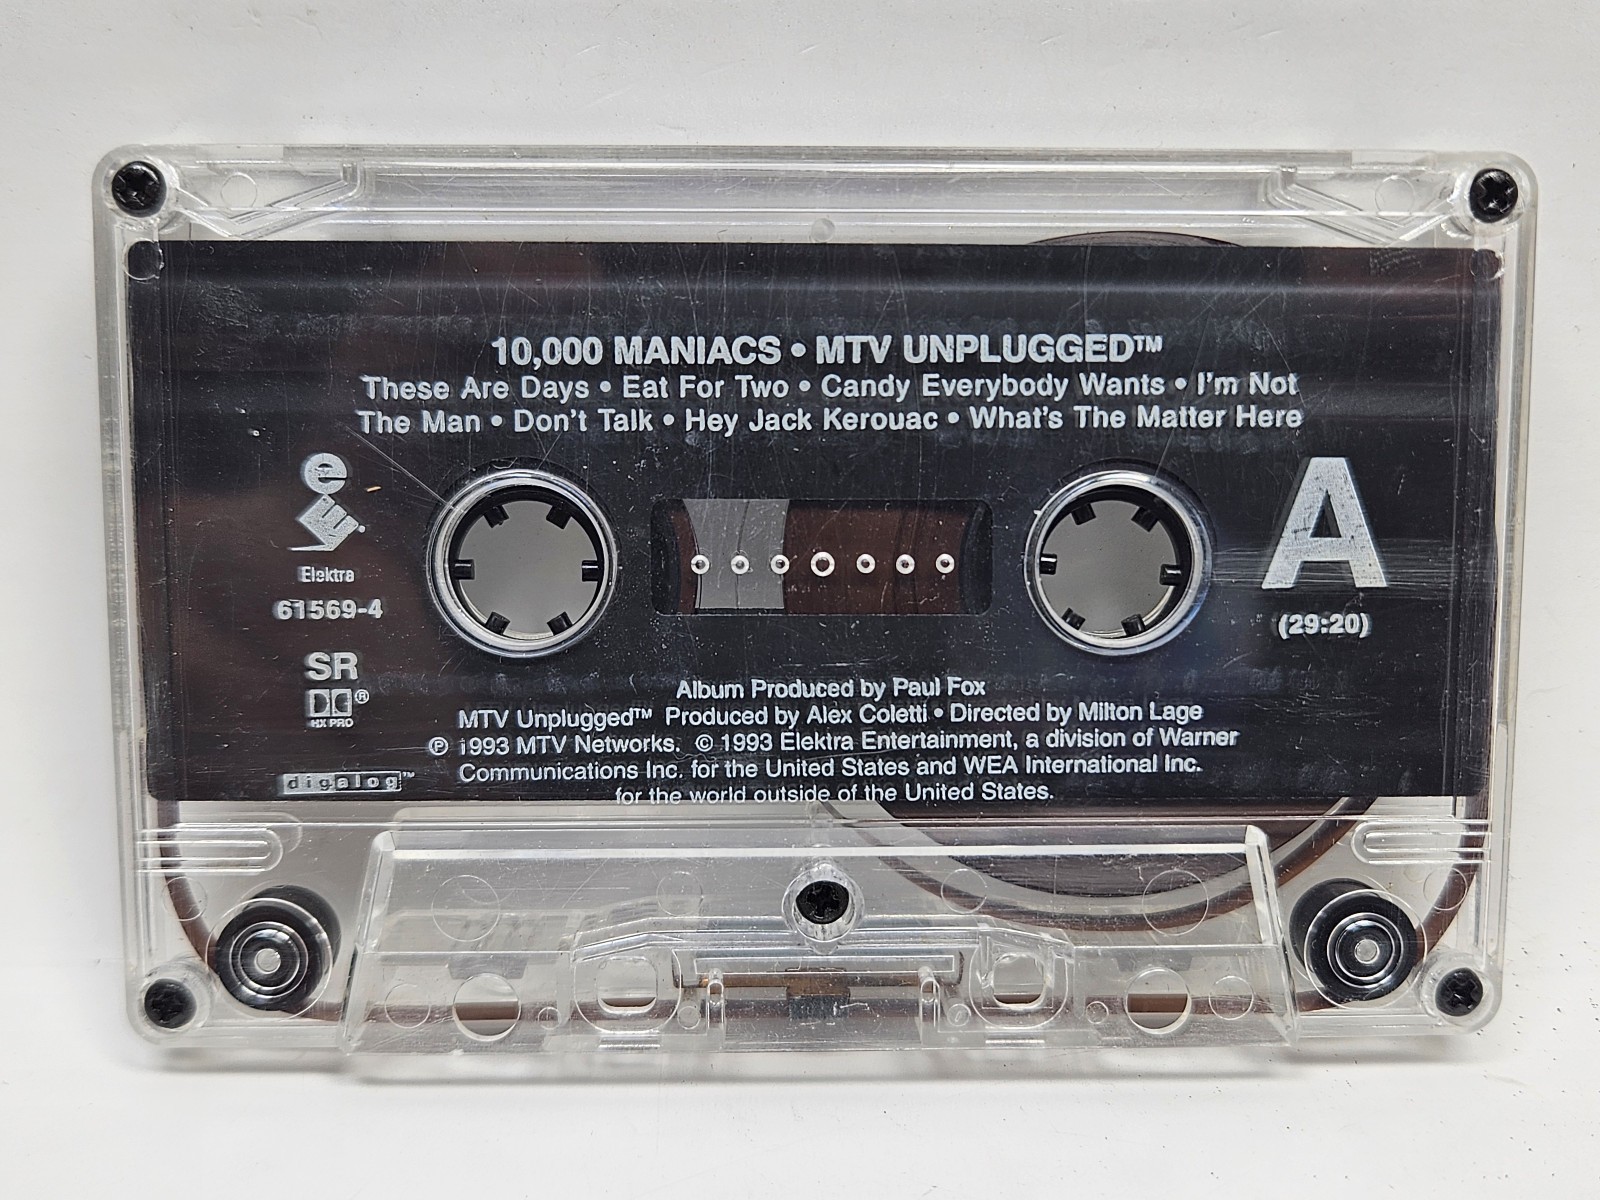 10,000 MANIACS • MTV UNPLUGGED™
These Are Days • Eat For Two • Candy Everybody Wants • I'm Not
The Man • Don't Talk • Hey Jack Kerouac • What's The Matter Here
e
Elektra
61569-4
SR
HX PRO
digalog™
A
(29:20)
Album Produced by Paul Fox
MTV Unplugged™ Produced by Alex Coletti • Directed by Milton Lage
℗ 1993 MTV Networks. © 1993 Elektra Entertainment, a division of Warner
Communications Inc. for the United States and WEA International Inc.
for the world outside of the United States.